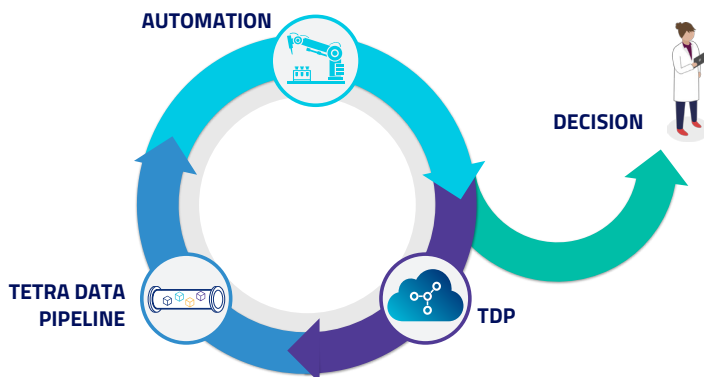 AUTOMATION
DECISION
TETRA DATA
PIPELINE
TDP